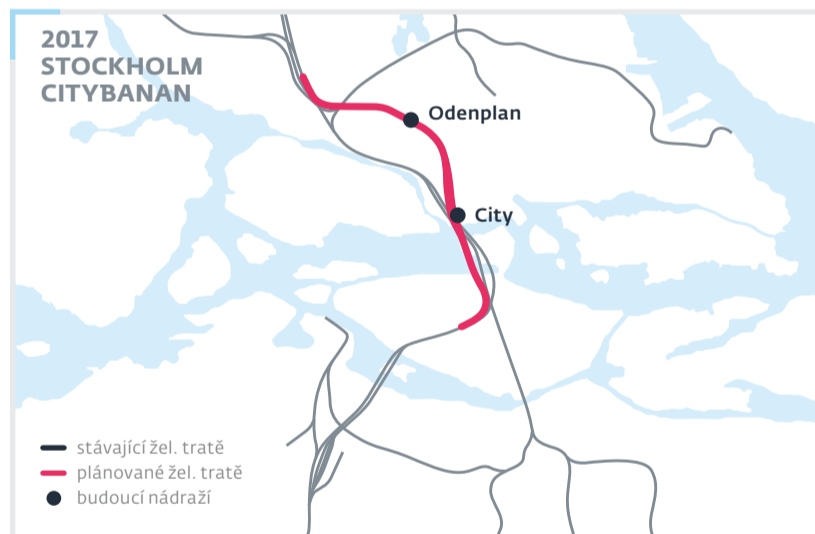 2017
STOCKHOLM
CITYBANAN
Odenplan
City
stávající žel. tratě
plánované žel. tratě
budoucí nádraží